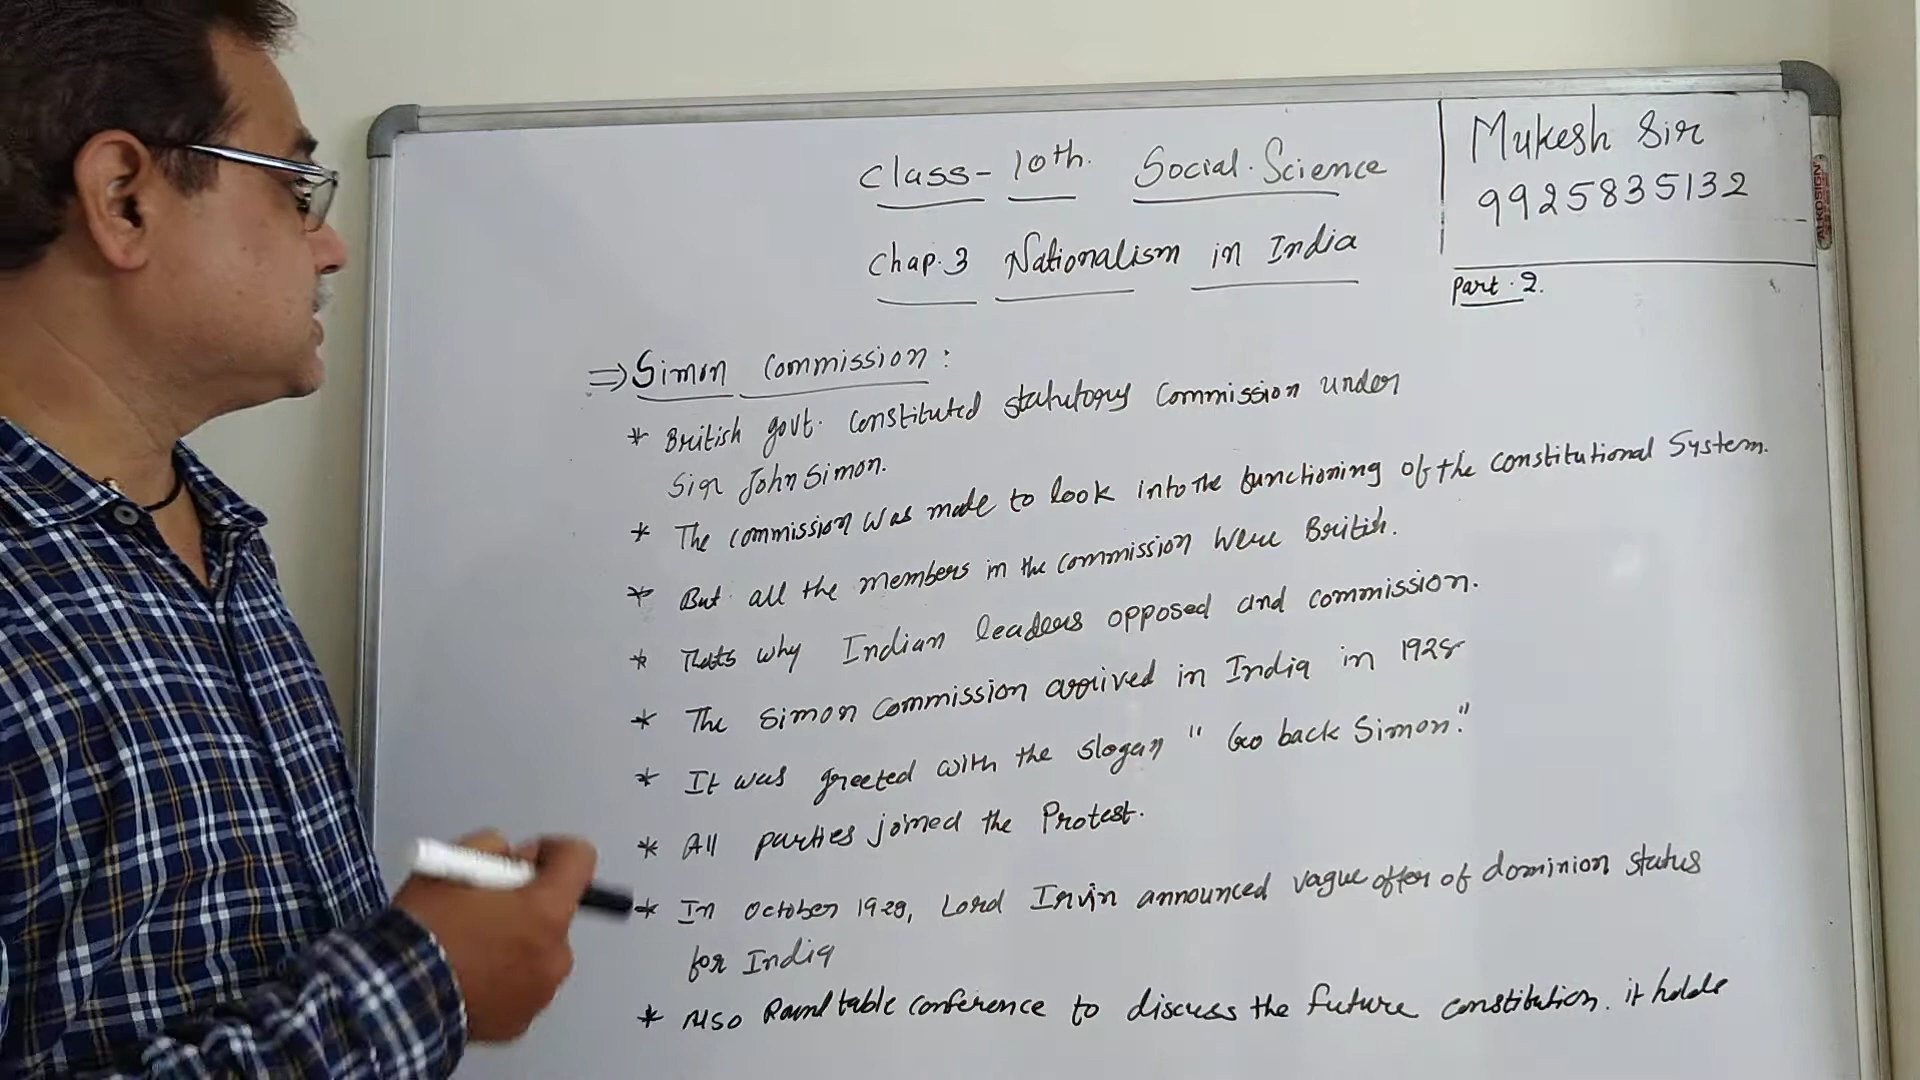 Class- 10th. Social. Science
Mukesh Sir
9925835132
Chap. 3 Nationalism in India
Part. 2.
⇒ Simon Commission:
* British govt. Constituted statutory Commission under
Sir John Simon.
* The commission was made to look into the functioning of the constitutional System.
* But all the members in the commission were British.
* Thats why Indian leaders opposed and commission.
* The Simon Commission arrived in India in 1928
* It was greeted with the slogan "Go back Simon."
* All parties joined the Protest.
* In October 1929, Lord Irvin announced vague offer of dominion status
for India
* Also Round table conference to discuss the future constitution. it holds
ALKOSIGN